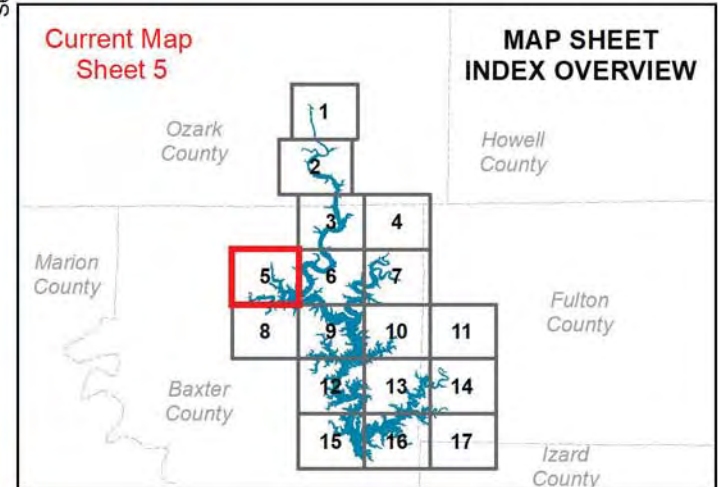 Current Map
Sheet 5
MAP SHEET
INDEX OVERVIEW
1
Ozark
County
Howell
County
2
3 4
Marion
County
5 6 7
Fulton
County
8 9 10 11
Baxter
County
12 13 14
15 16 17
Izard
County